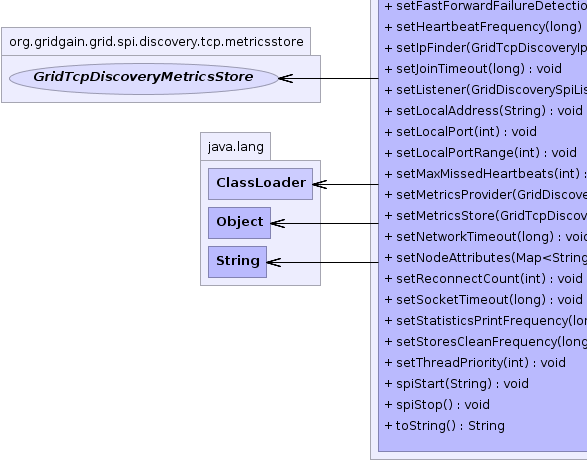 org.gridgain.grid.spi.discovery.tcp.metricsstore
GridTcpDiscoveryMetricsStore
java.lang
ClassLoader
Object
String
+ setFastForwardFailureDetectio
+ setHeartbeatFrequency(long)
+ setIpFinder(GridTcpDiscoveryIp
+ setJoinTimeout(long) : void
+ setListener(GridDiscoverySpiLis
+ setLocalAddress(String) : void
+ setLocalPort(int) : void
+ setLocalPortRange(int) : void
+ setMaxMissedHeartbeats(int) :
+ setMetricsProvider(GridDiscove
+ setMetricsStore(GridTcpDiscov
+ setNetworkTimeout(long) : void
+ setNodeAttributes(Map<String
+ setReconnectCount(int) : void
+ setSocketTimeout(long) : void
+ setStatisticsPrintFrequency(lon
+ setStoresCleanFrequency(long
+ setThreadPriority(int) : void
+ spiStart(String) : void
+ spiStop() : void
+ toString() : String